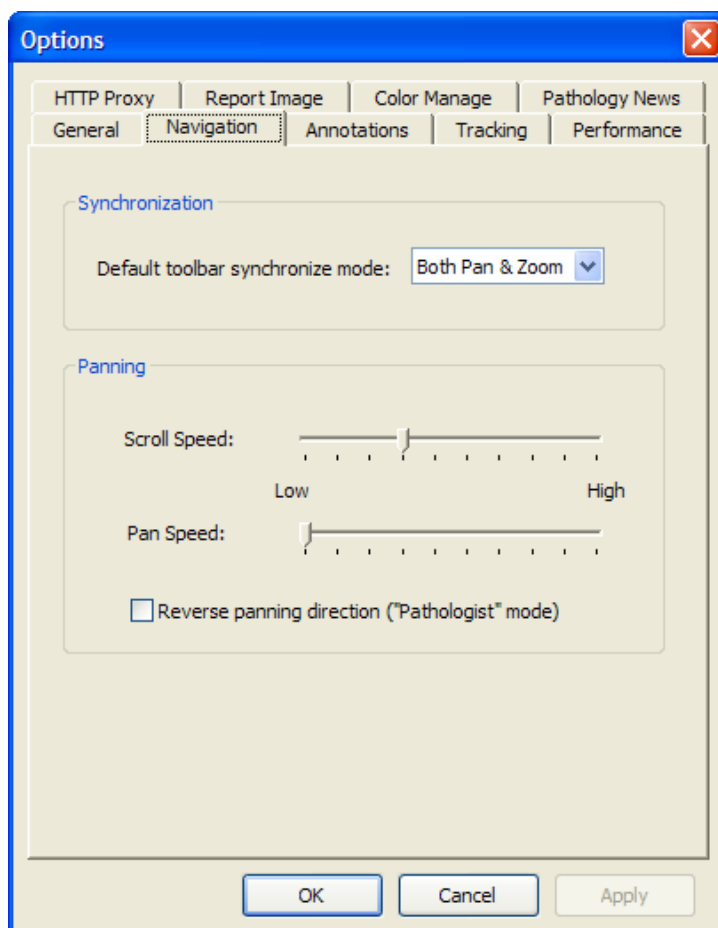 Options
HTTP Proxy Report Image Color Manage Pathology News
General Navigation Annotations Tracking Performance
Synchronization
Default toolbar synchronize mode: Both Pan & Zoom
Panning
Scroll Speed:
Low High
Pan Speed:
Reverse panning direction ("Pathologist" mode)
OK Cancel Apply